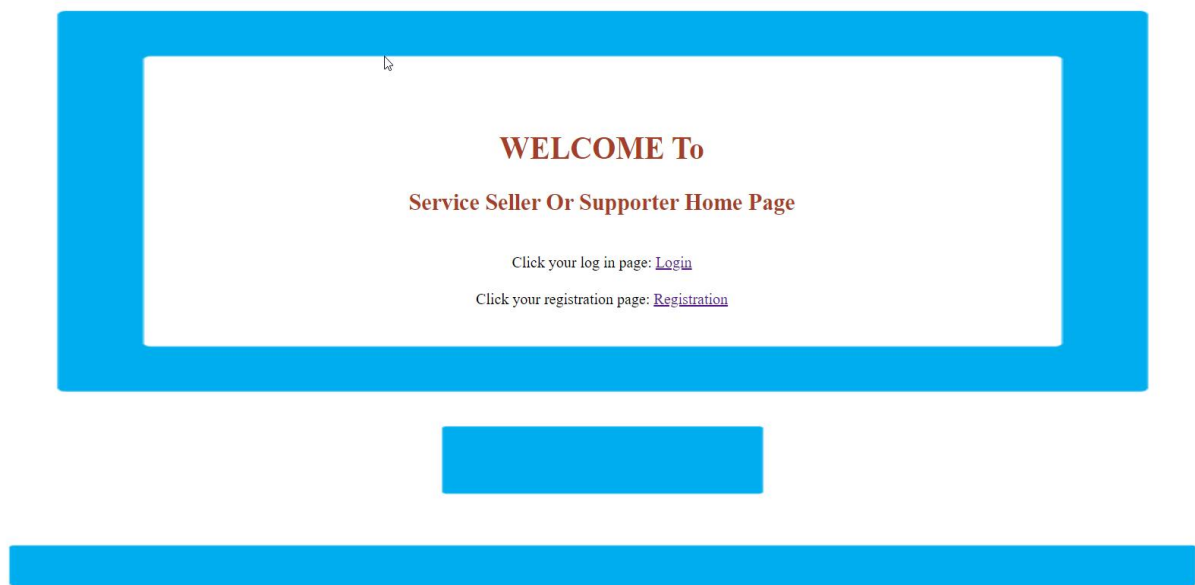 WELCOME To
Service Seller Or Supporter Home Page
Click your log in page: Login
Click your registration page: Registration